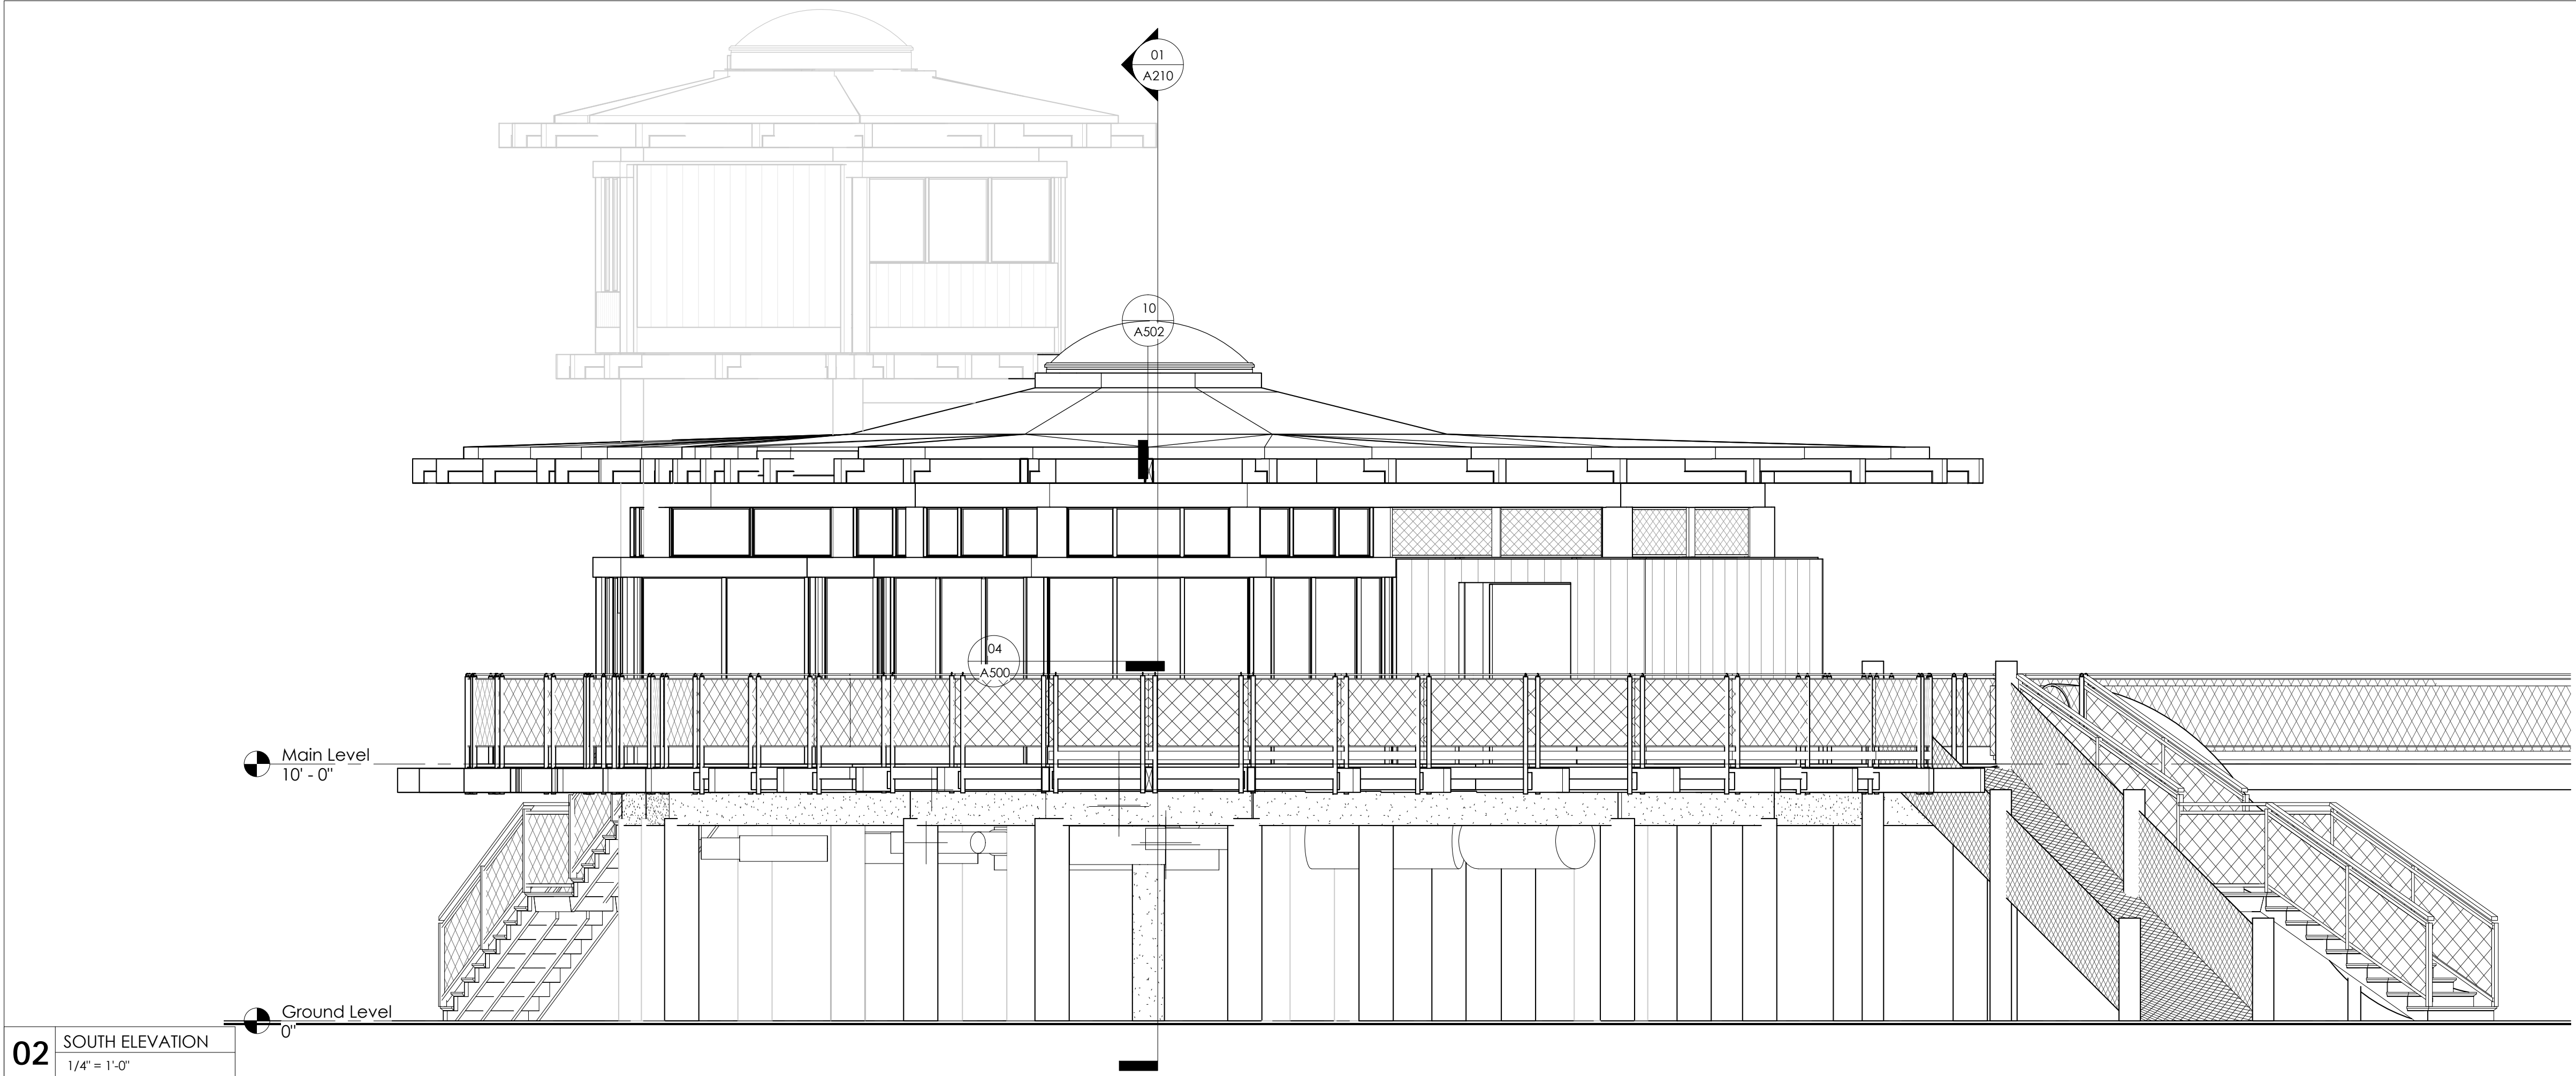 01
A210
10
A502
04
A500
Main Level
10' - 0"
Ground Level
0"
02
SOUTH ELEVATION
1/4" = 1'-0"